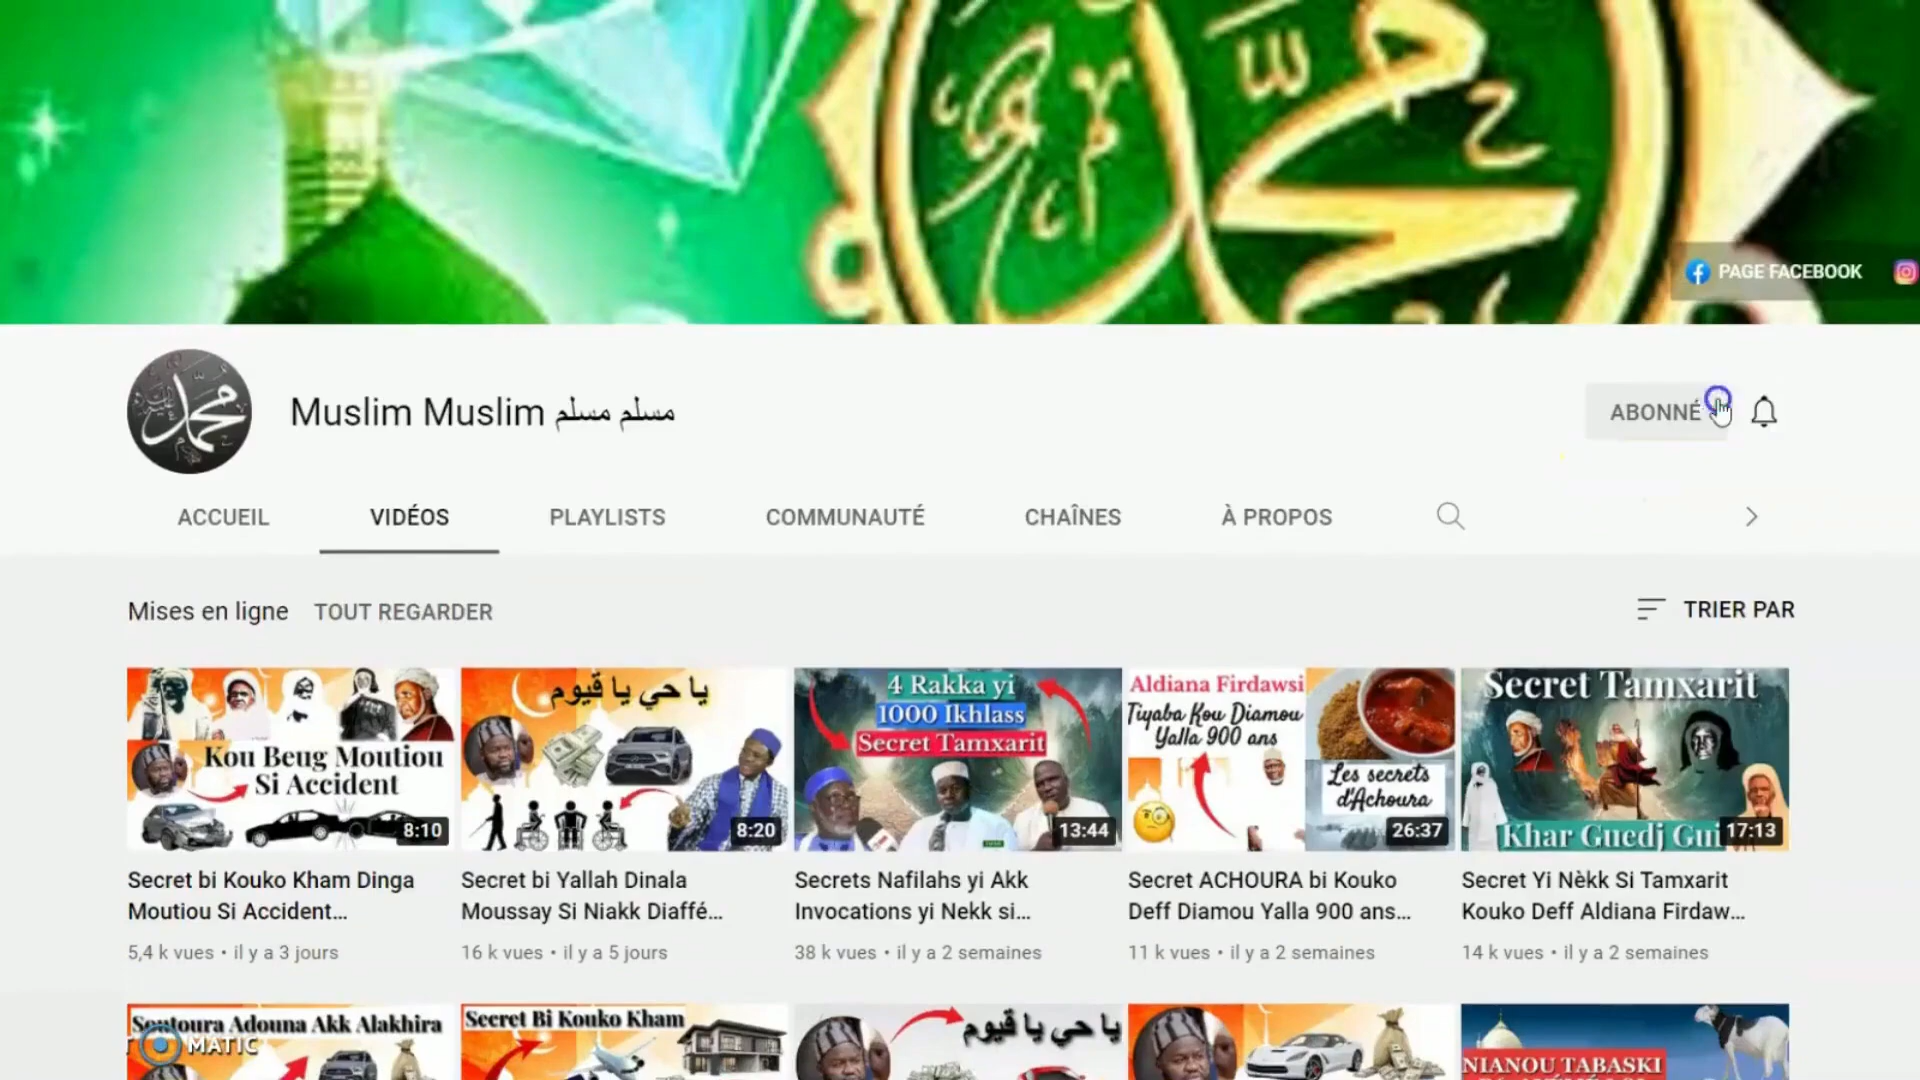 محمد
PAGE FACEBOOK
محمد
Muslim Muslim مسلم مسلم
ABONNÉ
ACCUEIL
VIDÉOS
PLAYLISTS
COMMUNAUTÉ
CHAÎNES
À PROPOS
Mises en ligne
TOUT REGARDER
TRIER PAR
Kou Beug Moutiou
Si Accident
8:10
يا حي يا قيوم
8:20
4 Rakka yi
1000 Ikhlass
Secret Tamxarit
13:44
Aldiana Firdawsi
Tiyaba Kou Diamou
Yalla 900 ans
Les secrets
d'Achoura
26:37
Secret Tamxarit
Khar Guedj Gui
17:13
Secret bi Kouko Kham Dinga
Moutiou Si Accident...
5,4 k vues • il y a 3 jours
Secret bi Yallah Dinala
Moussay Si Niakk Diaffé...
16 k vues • il y a 5 jours
Secrets Nafilahs yi Akk
Invocations yi Nekk si...
38 k vues • il y a 2 semaines
Secret ACHOURA bi Kouko
Deff Diamou Yalla 900 ans...
11 k vues • il y a 2 semaines
Secret Yi Nèkk Si Tamxarit
Kouko Deff Aldiana Firdaw...
14 k vues • il y a 2 semaines
Soutoura Adouna Akk Alakhira
MATIC
Secret Bi Kouko Kham
يا حي يا قيوم
NIANOU TABASKI